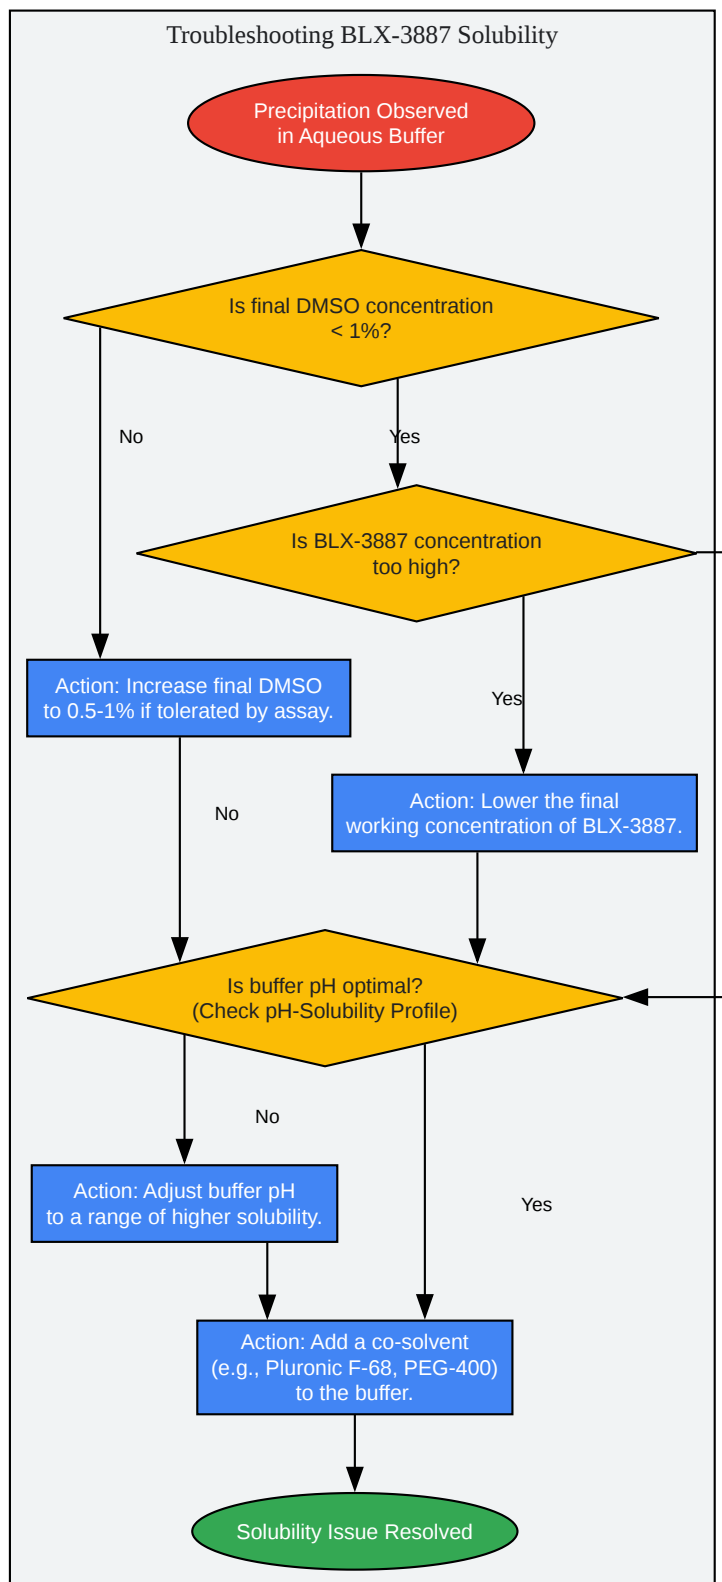 Troubleshooting BLX-3887 Solubility
Precipitation Observed
in Aqueous Buffer
Is final DMSO concentration
< 1%?
No
Yes
Is BLX-3887 concentration
too high?
Action: Increase final DMSO
to 0.5-1% if tolerated by assay.
Yes
Action: Lower the final
working concentration of BLX-3887.
No
Is buffer pH optimal?
(Check pH-Solubility Profile)
No
Action: Adjust buffer pH
to a range of higher solubility.
Yes
Action: Add a co-solvent
(e.g., Pluronic F-68, PEG-400)
to the buffer.
Solubility Issue Resolved